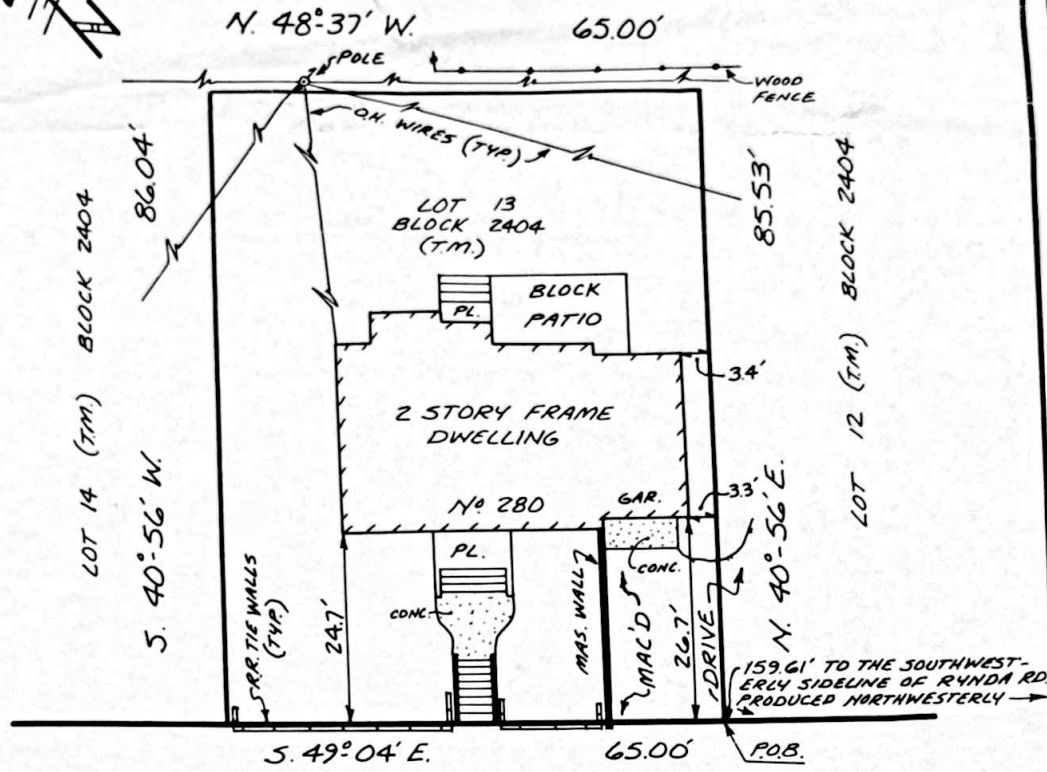 N. 48°-37' W. 65.00'
POLE
WOOD
FENCE
O.H. WIRES (TYP.)
86.04'
85.53'
LOT 13
BLOCK 2404
(T.M.)
LOT 14 (T.M.) BLOCK 2404
LOT 12 (T.M.) BLOCK 2404
BLOCK
PATIO
PL.
3.4'
2 STORY FRAME
DWELLING
Nº 280
GAR.
3.3'
S. 40°-56' W.
N. 40°-56' E.
PL.
CONC.
CONC.
R.R. TIE WALLS
(TYP.)
24.7'
MAS. WALL
MAC'D
26.7'
DRIVE
159.61' TO THE SOUTHWEST-
ERLY SIDELINE OF RYNDA RD.
PRODUCED NORTHWESTERLY
S. 49°-04' E. 65.00'
P.O.B.